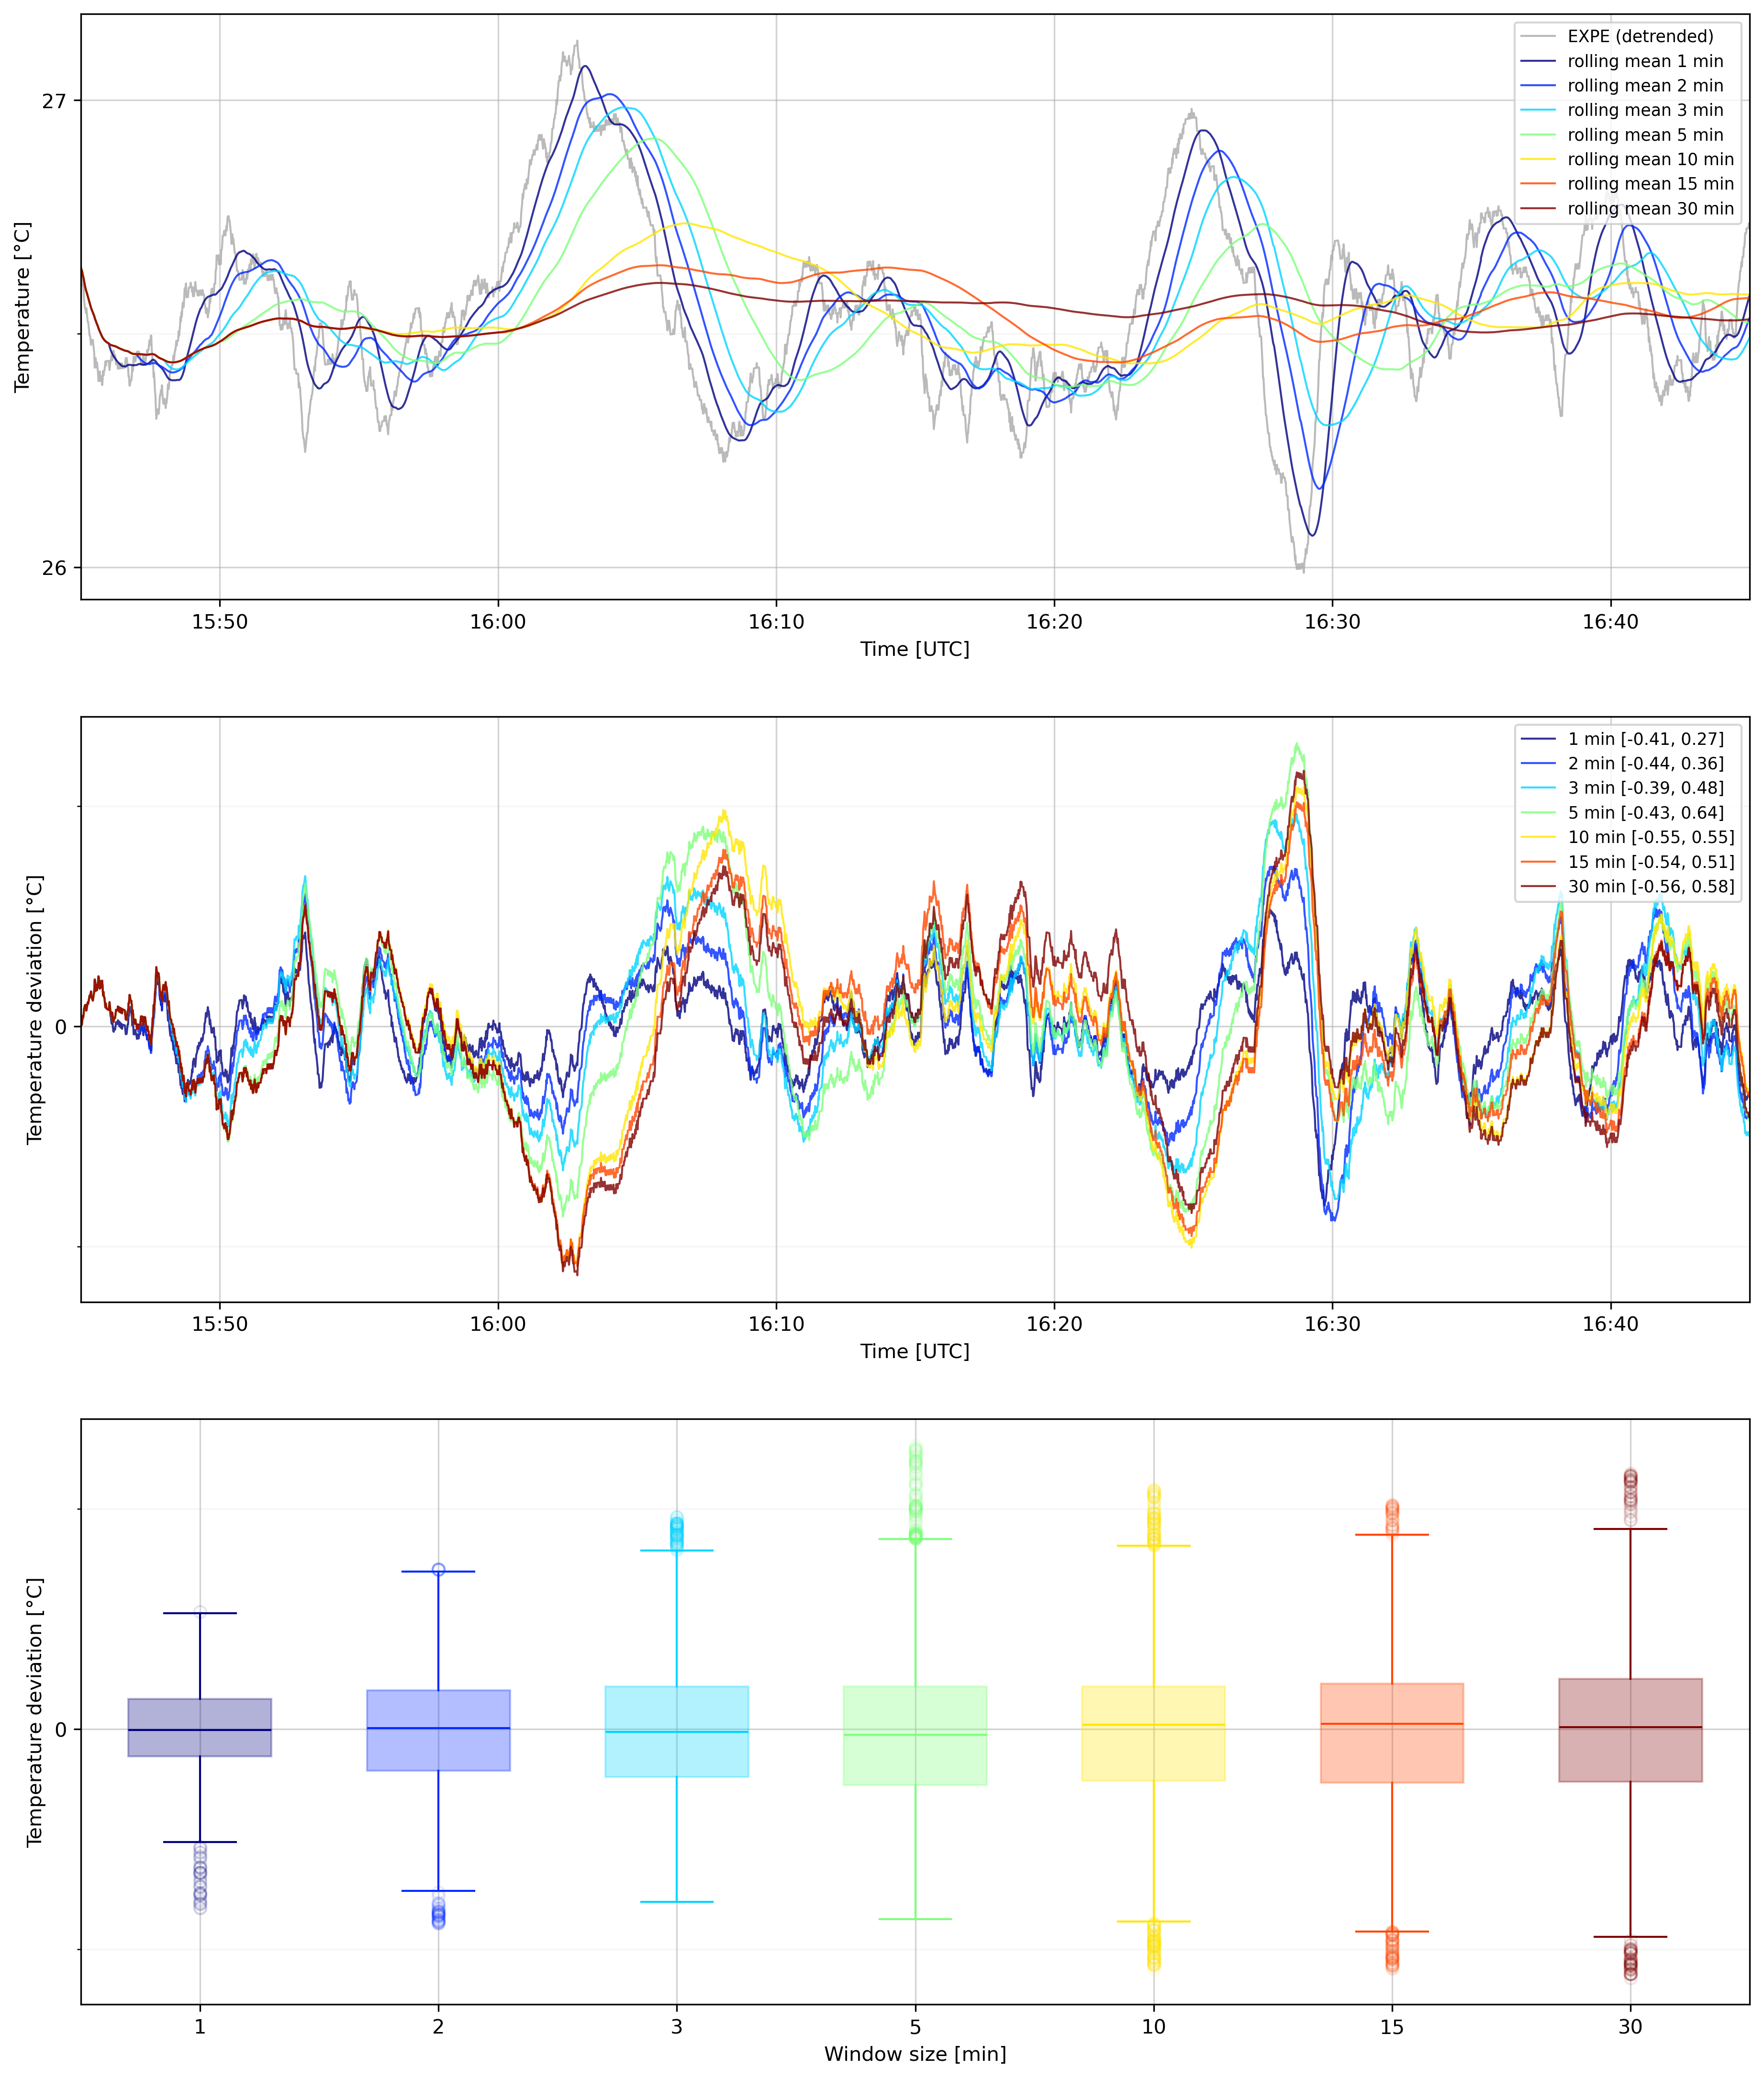 EXPE (detrended)
rolling mean 1 min
rolling mean 2 min
rolling mean 3 min
rolling mean 5 min
rolling mean 10 min
rolling mean 15 min
rolling mean 30 min
27
26
Temperature [°C]
15:50 16:00 16:10 16:20 16:30 16:40
Time [UTC]
1 min [-0.41, 0.27]
2 min [-0.44, 0.36]
3 min [-0.39, 0.48]
5 min [-0.43, 0.64]
10 min [-0.55, 0.55]
15 min [-0.54, 0.51]
30 min [-0.56, 0.58]
0
Temperature deviation [°C]
15:50 16:00 16:10 16:20 16:30 16:40
Time [UTC]
0
Temperature deviation [°C]
1 2 3 5 10 15 30
Window size [min]